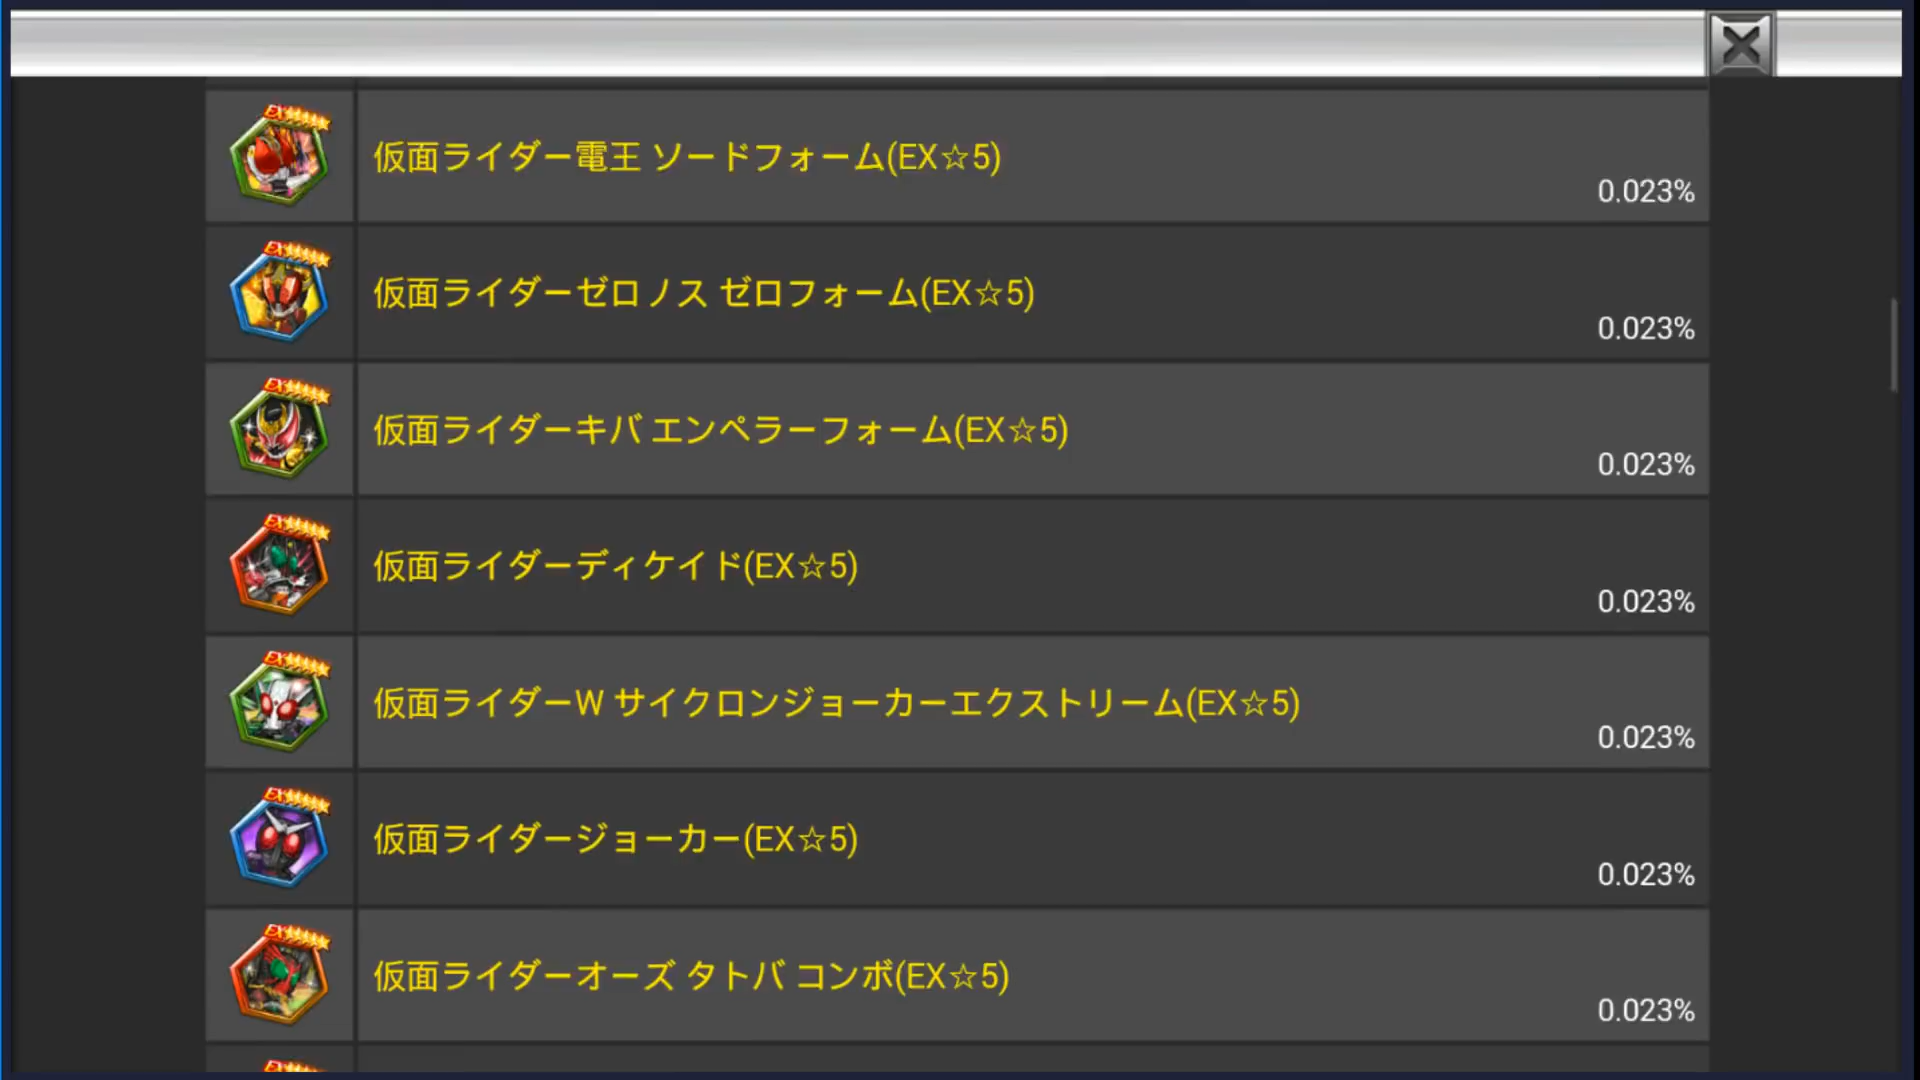 仮面ライダー電王 ソードフォーム(EX☆5)
0.023%
仮面ライダーゼロノス ゼロフォーム(EX☆5)
0.023%
仮面ライダーキバ エンペラーフォーム(EX☆5)
0.023%
仮面ライダーディケイド(EX☆5)
0.023%
仮面ライダーW サイクロンジョーカーエクストリーム(EX☆5)
0.023%
仮面ライダージョーカー(EX☆5)
0.023%
仮面ライダーオーズ タトバ コンボ(EX☆5)
0.023%